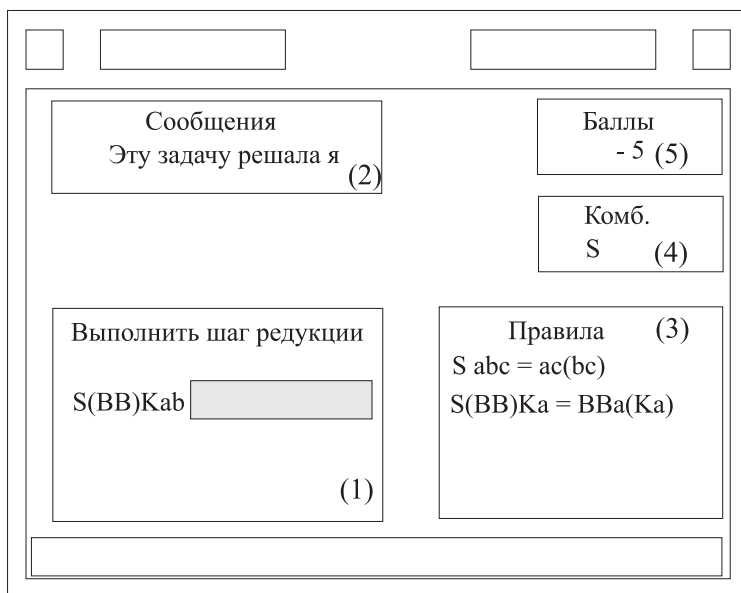 Сообщения
Эту задачу решала я
(2)
Баллы
- 5 (5)
Комб.
S (4)
Выполнить шаг редукции
S(BB)Kab
(1)
Правила (3)
S abc = ac(bc)
S(BB)Ka = BBa(Ka)